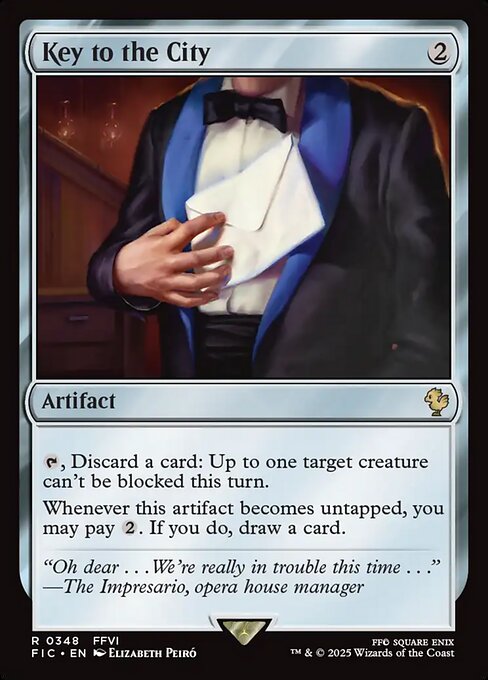 Key to the City 2
Artifact
, Discard a card: Up to one target creature
can't be blocked this turn.
Whenever this artifact becomes untapped, you
may pay 2. If you do, draw a card.
“Oh dear . . . We're really in trouble this time . . .”
—The Impresario, opera house manager
R 0348 FFVI
FIC • EN Elizabeth Peiró
FF© SQUARE ENIX
™ & © 2025 Wizards of the Coast